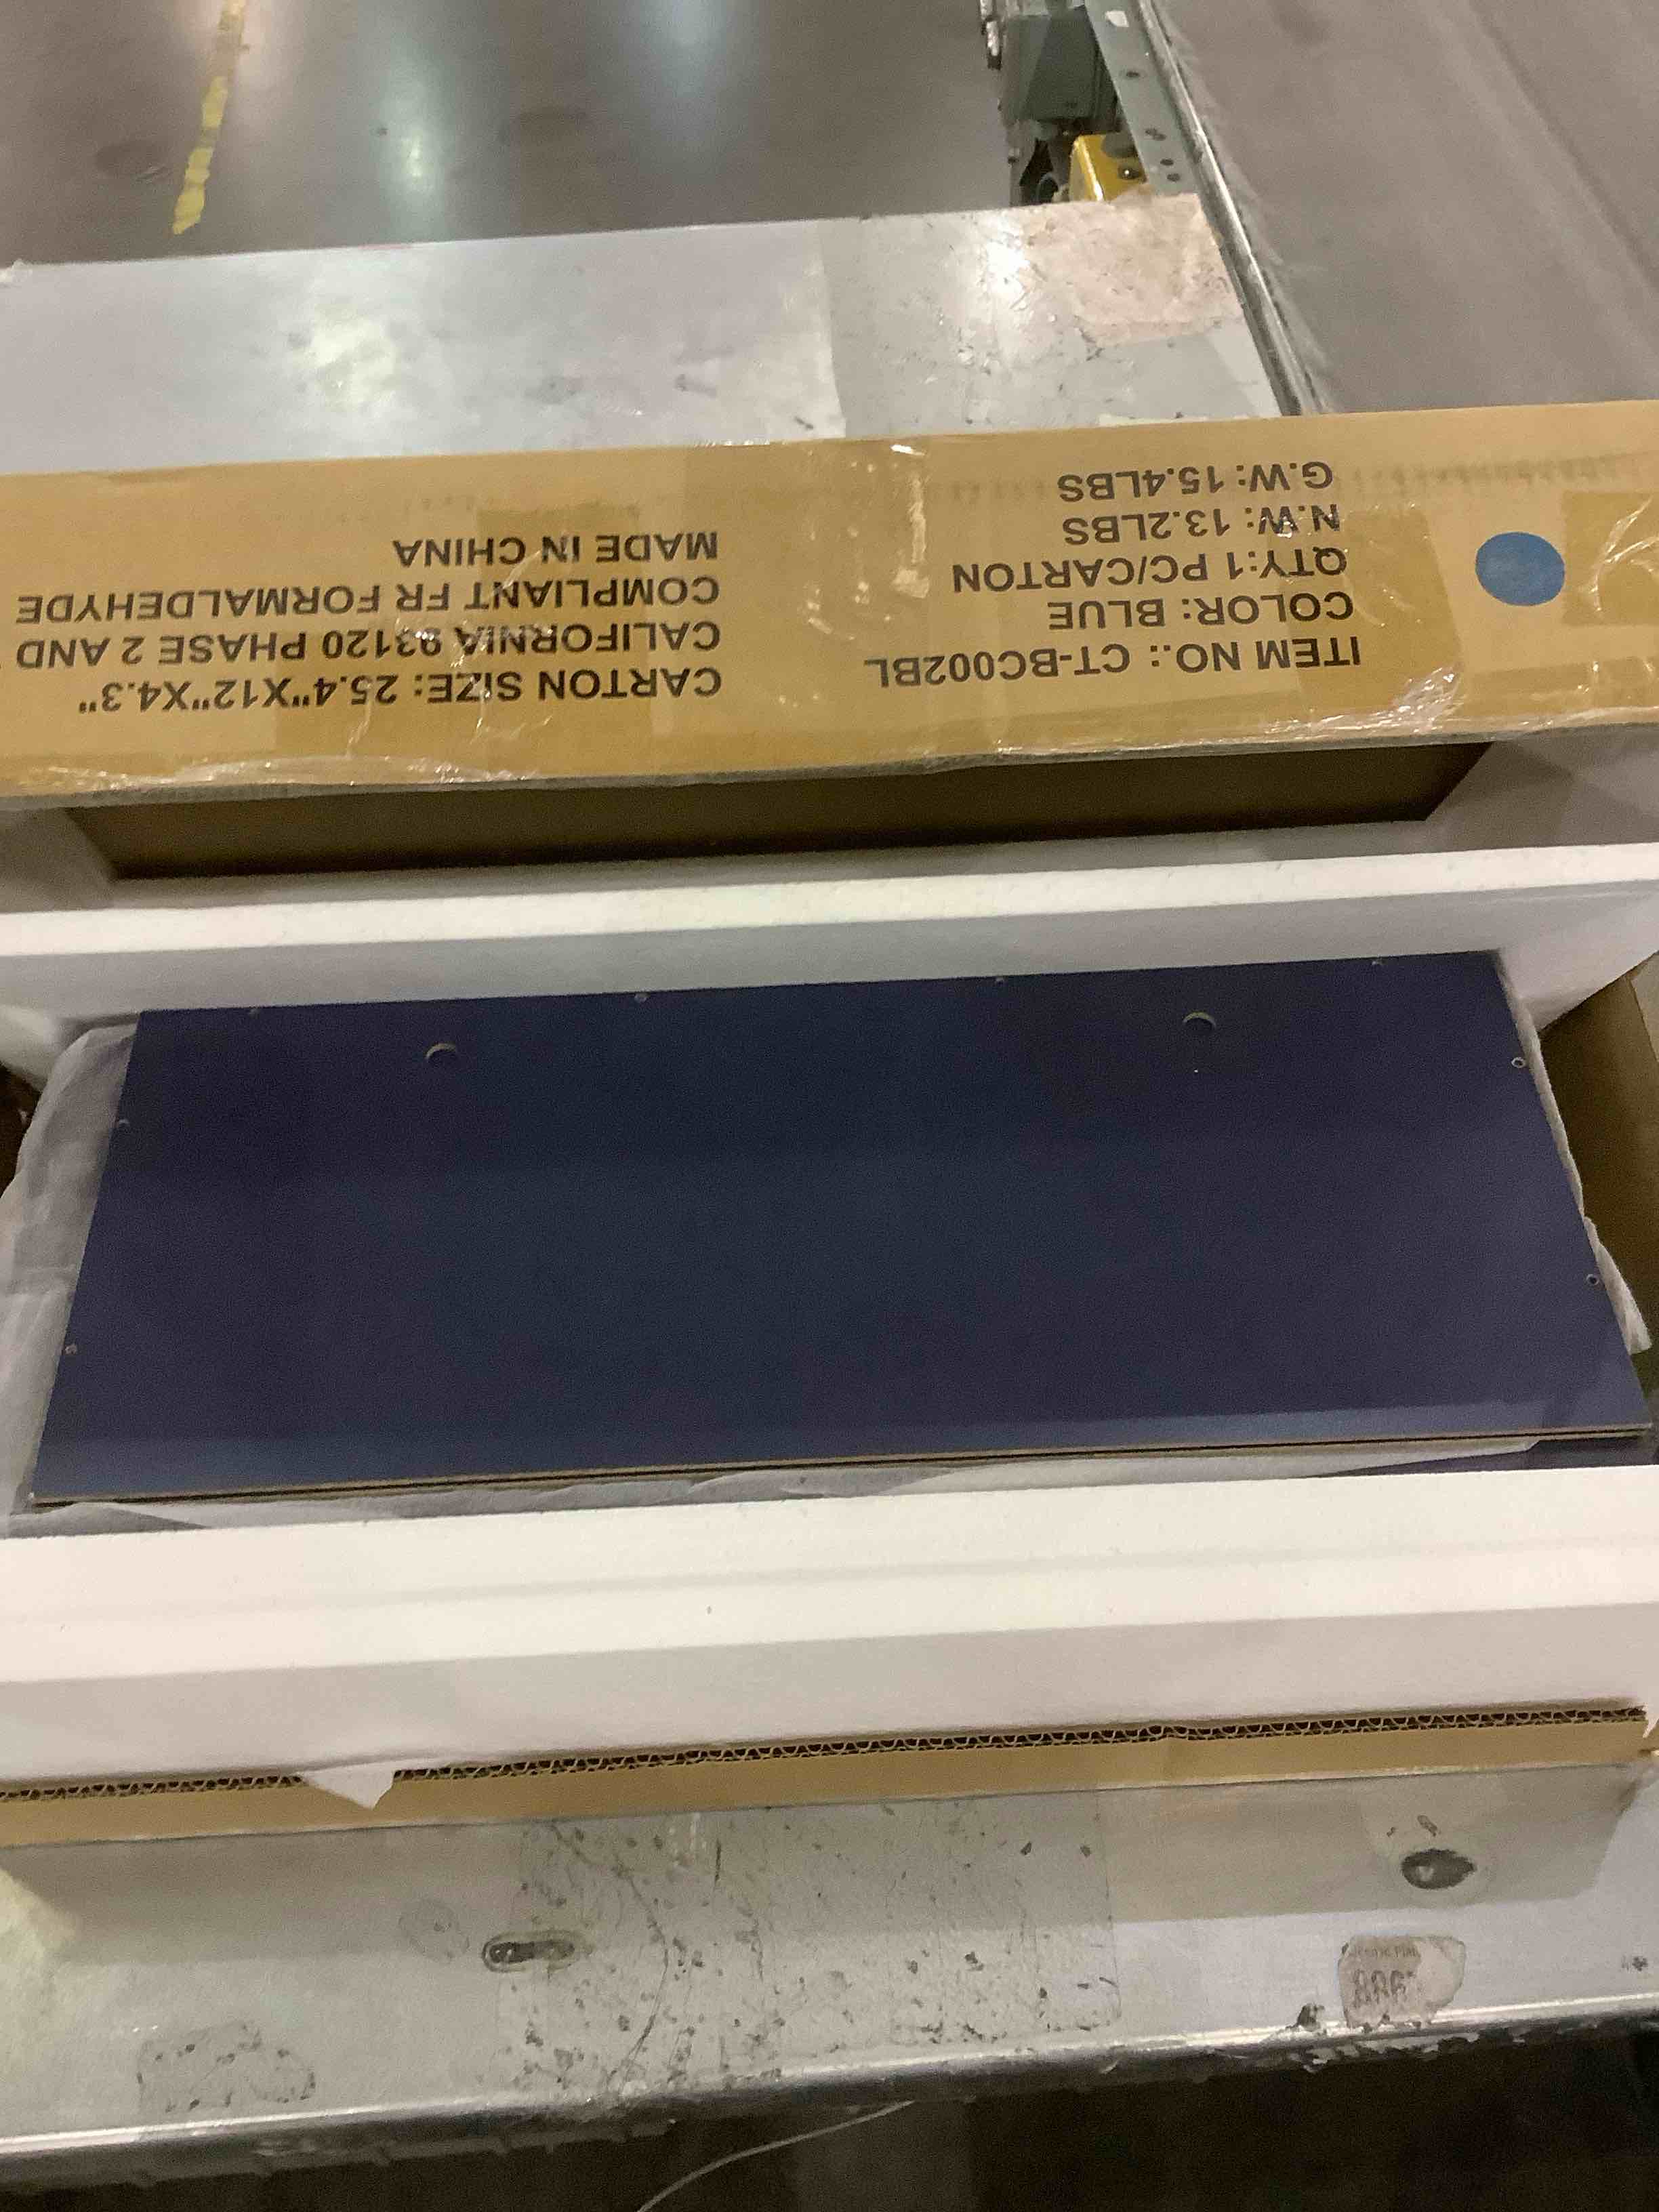 ITEM NO.: CT-BC002BL
COLOR: BLUE
QTY:1 PC/CARTON
N.W: 13.2LBS
G.W: 15.4LBS
CARTON SIZE: 25.4"X12"X4.3"
CALIFORNIA 93120 PHASE 2 AND
COMPLIANT FR FORMALDEHYDE
MADE IN CHINA